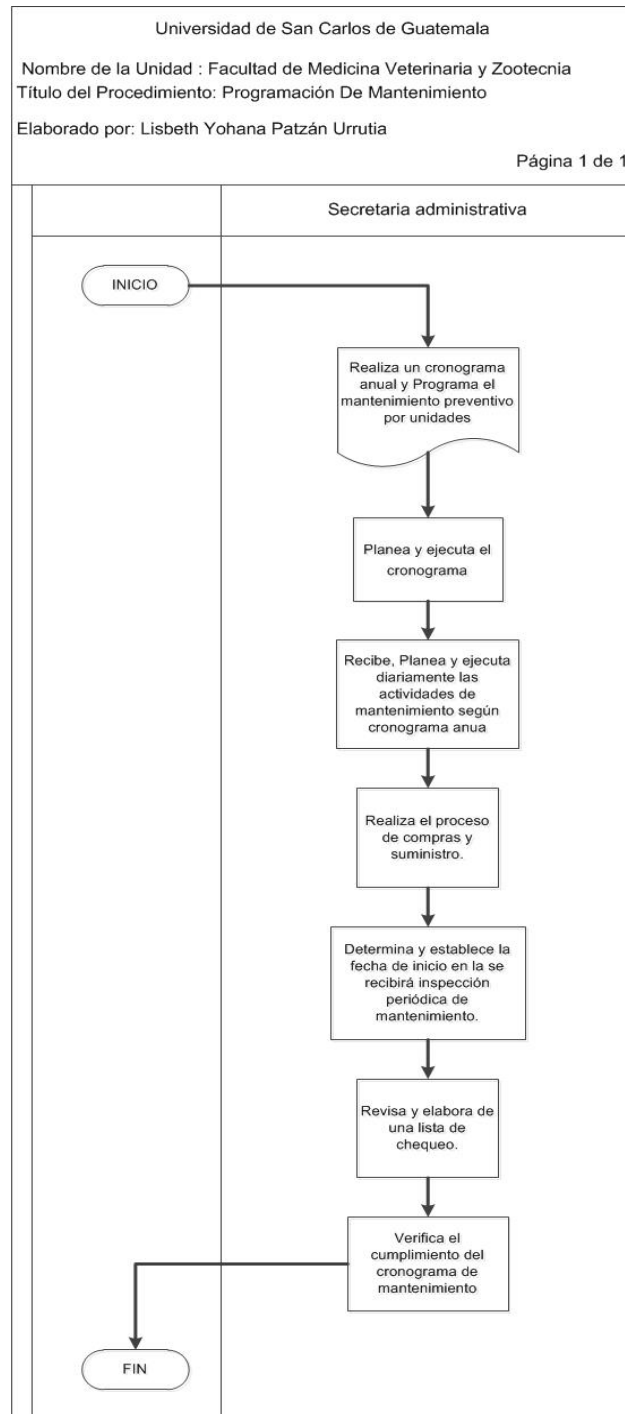 Universidad de San Carlos de Guatemala
Nombre de la Unidad : Facultad de Medicina Veterinaria y Zootecnia
Título del Procedimiento: Programación De Mantenimiento
Elaborado por: Lisbeth Yohana Patzán Urrutia
Página 1 de 1
Secretaria administrativa
INICIO
Realiza un cronograma
anual y Programa el
mantenimiento preventivo
por unidades
Planea y ejecuta el
cronograma
Recibe, Planea y ejecuta
diariamente las
actividades de
mantenimiento según
cronograma anua
Realiza el proceso
de compras y
suministro.
Determina y establece la
fecha de inicio en la se
recibirá inspección
periódica de
mantenimiento.
Revisa y elabora de
una lista de
chequeo.
Verifica el
cumplimiento del
cronograma de
mantenimiento
FIN